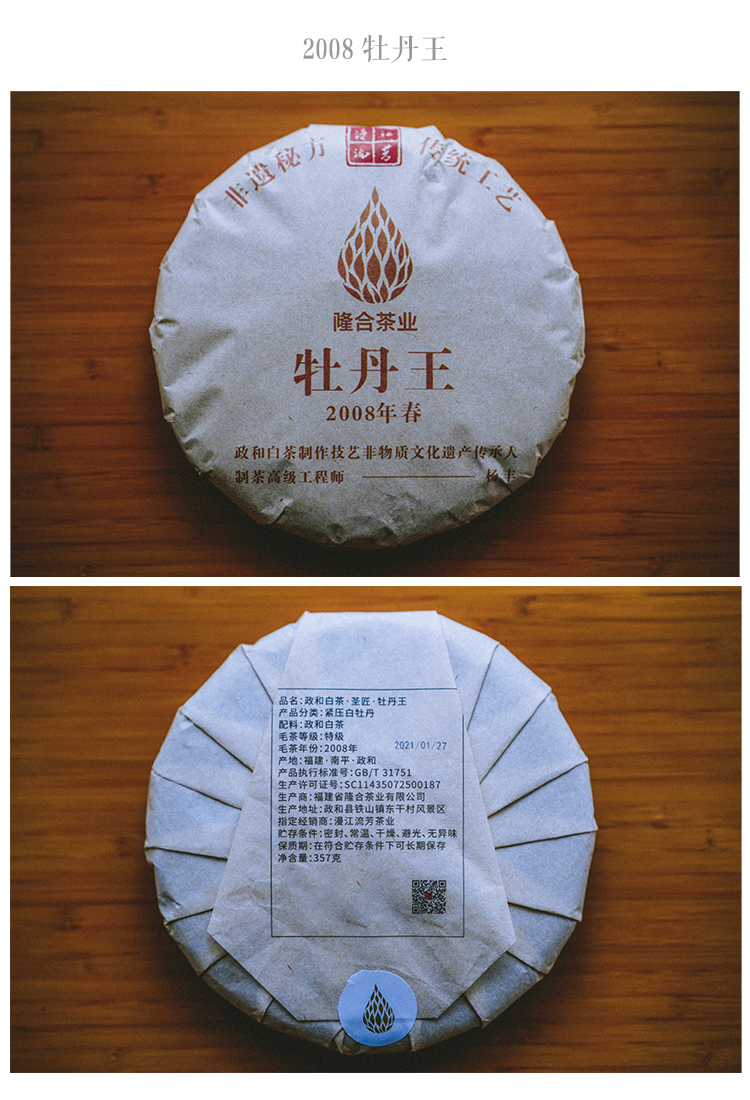 2008 牡丹王
非遗秘方
传统工艺
漫江
流芳
隆合茶业
牡丹王
2008年春
政和白茶制作技艺非物质文化遗产传承人
制茶高级工程师 ——— 杨丰
品名:政和白茶·圣匠·牡丹王
产品分类:紧压白牡丹
配料:政和白茶
毛茶等级:特级
毛茶年份:2008年
2021/01/27
产地:福建·南平·政和
产品执行标准号:GB/T 31751
生产许可证号:SC11435072500187
生产商:福建省隆合茶业有限公司
生产地址:政和县铁山镇东干村风景区
指定经销商:漫江流芳茶业
贮存条件:密封、常温、干燥、避光、无异味
保质期:在符合贮存条件下可长期保存
净含量:357克